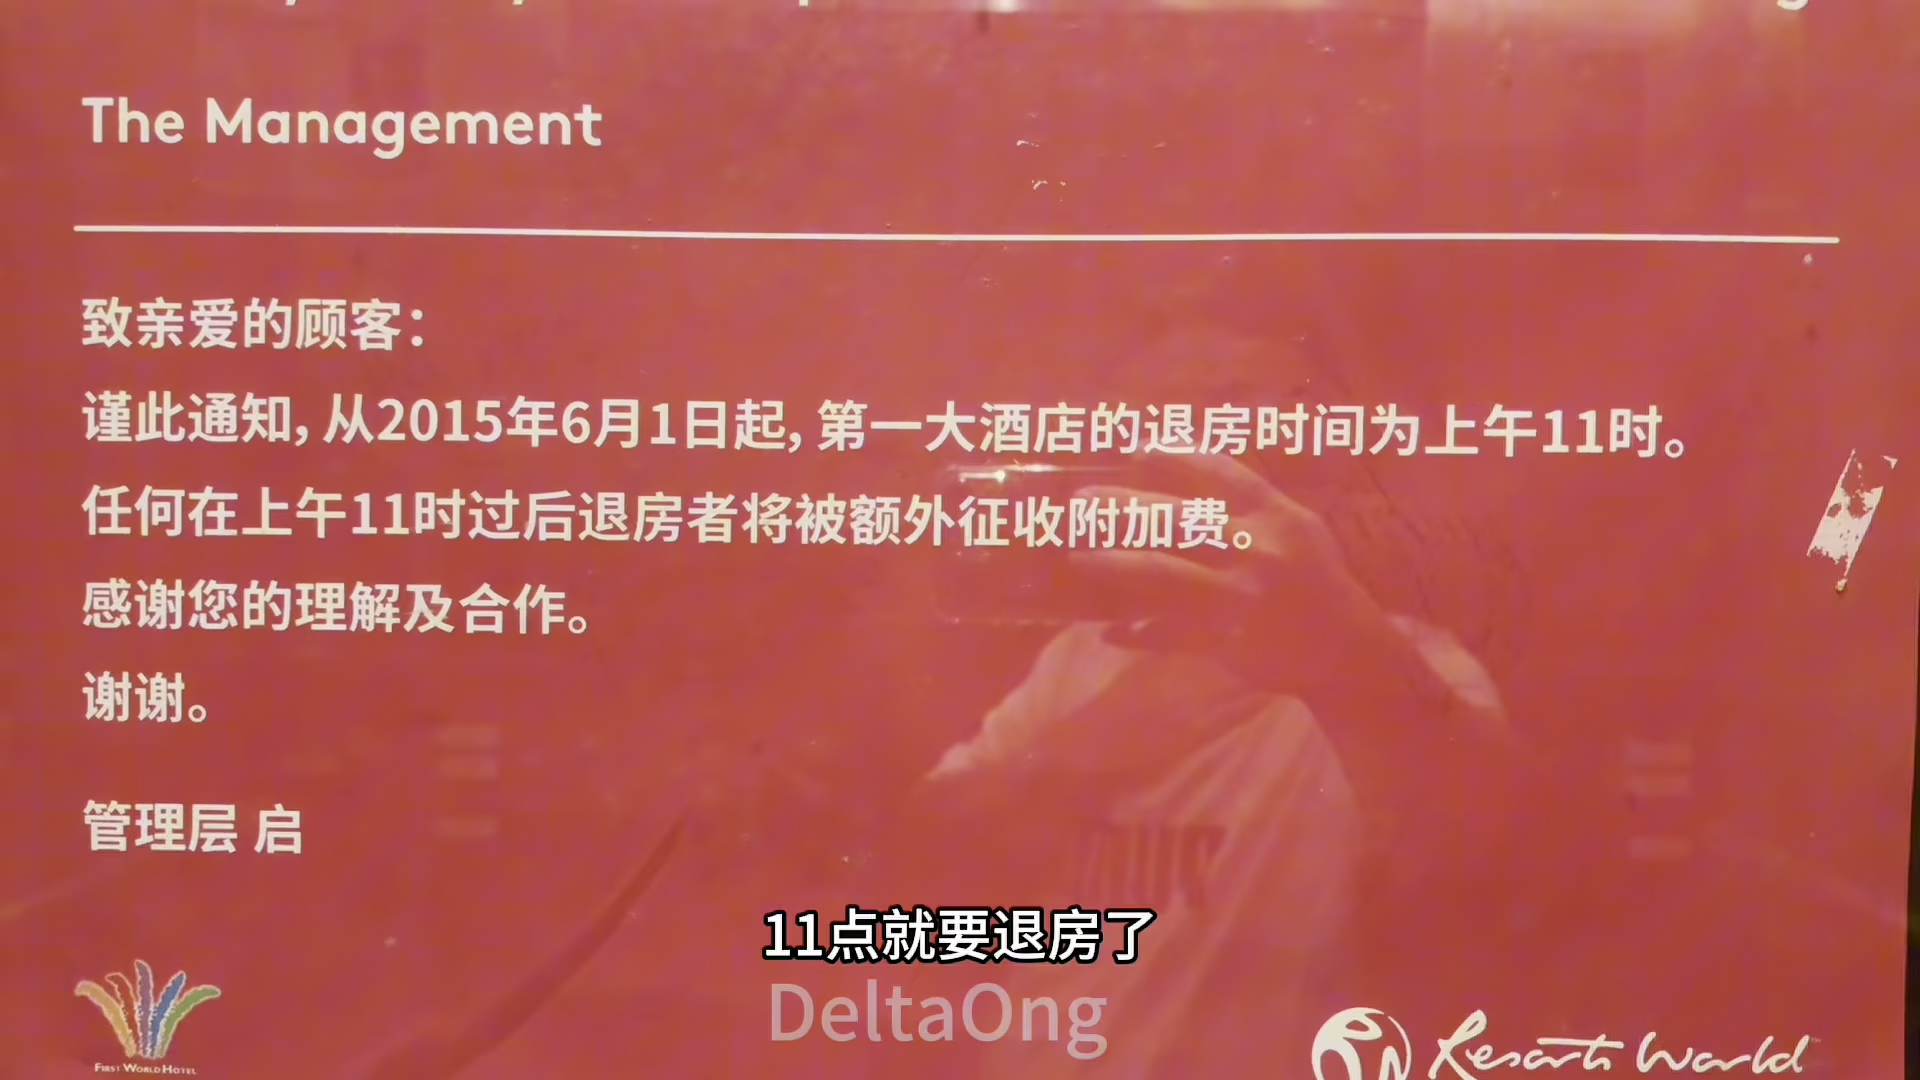 The Management
致亲爱的顾客：
谨此通知，从2015年6月1日起，第一大酒店的退房时间为上午11时。
任何在上午11时过后退房者将被额外征收附加费。
感谢您的理解及合作。
谢谢。
管理层 启
11点就要退房了
DeltaOng
FIRST WORLD HOTEL
Resorts World